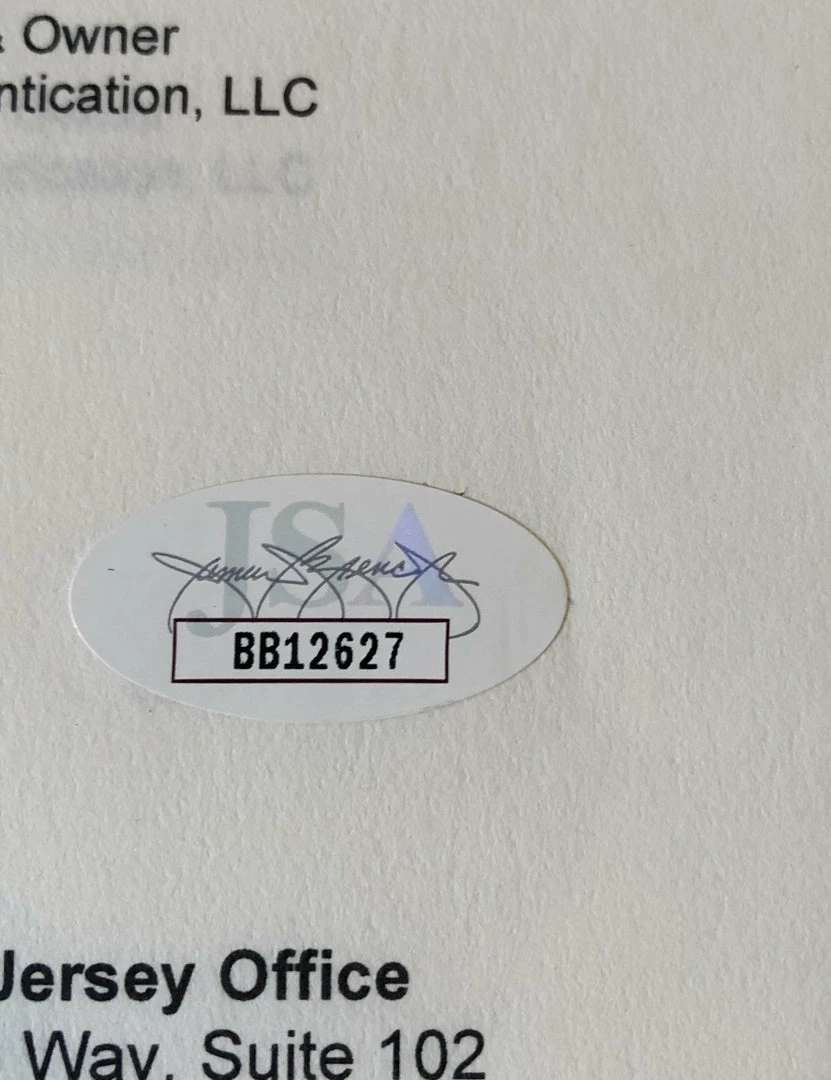 & Owner
ntication, LLC
JSA
BB12627
Jersey Office
Way, Suite 102